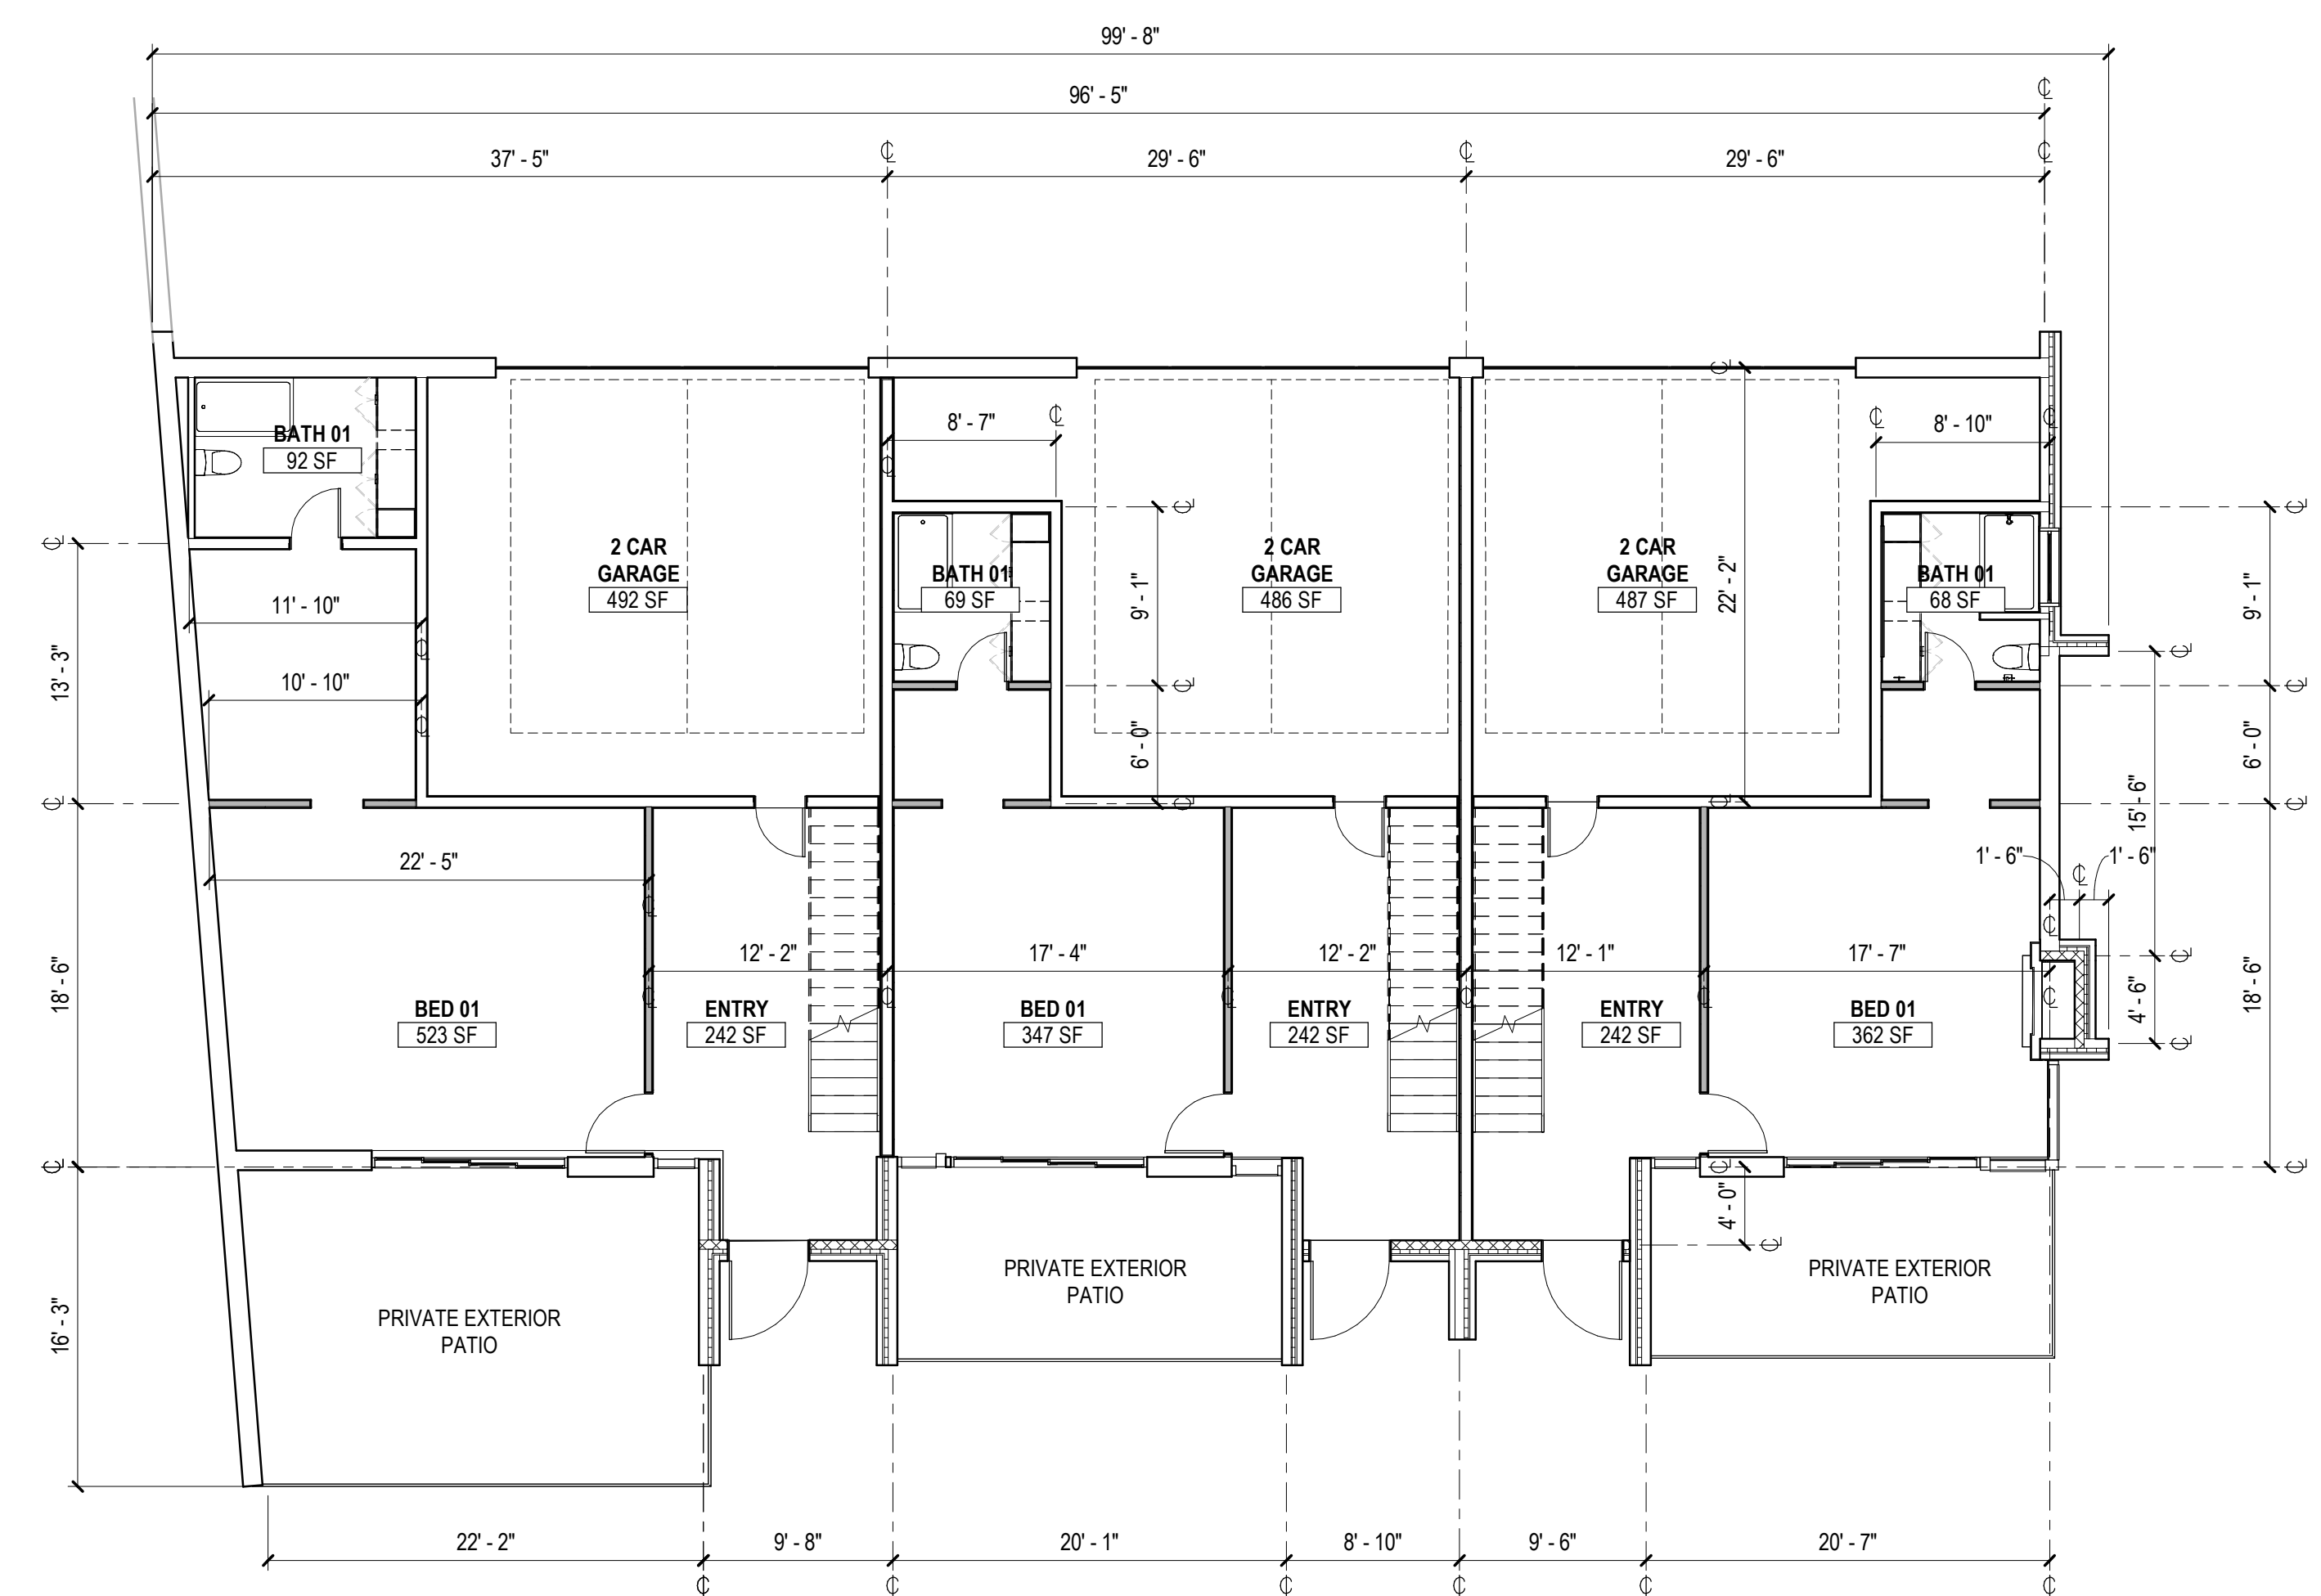 99' - 8"
96' - 5"
37' - 5"
29' - 6"
29' - 6"
8' - 7"
8' - 10"
BATH 01
92 SF
2 CAR
GARAGE
492 SF
BATH 01
69 SF
2 CAR
GARAGE
486 SF
2 CAR
GARAGE
487 SF
BATH 01
68 SF
22' - 2"
9' - 1"
9' - 1"
11' - 10"
13' - 3"
10' - 10"
6' - 0"
6' - 0"
15' - 6"
22' - 5"
1' - 6"
1' - 6"
12' - 2"
17' - 4"
12' - 2"
12' - 1"
17' - 7"
18' - 6"
BED 01
523 SF
ENTRY
242 SF
BED 01
347 SF
ENTRY
242 SF
ENTRY
242 SF
BED 01
362 SF
4' - 6"
18' - 6"
4' - 0"
PRIVATE EXTERIOR
PATIO
PRIVATE EXTERIOR
PATIO
PRIVATE EXTERIOR
PATIO
16' - 3"
22' - 2"
9' - 8"
20' - 1"
8' - 10"
9' - 6"
20' - 7"